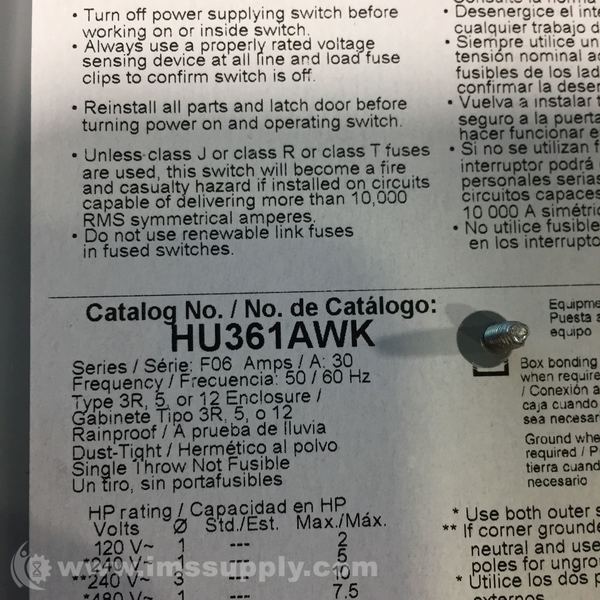 • Turn off power supplying switch before
working on or inside switch.
• Always use a properly rated voltage
sensing device at all line and load fuse
clips to confirm switch is off.
• Reinstall all parts and latch door before
turning power on and operating switch.
• Unless class J or class R or class T fuses
are used, this switch will become a fire
and casualty hazard if installed on circuits
capable of delivering more than 10,000
RMS symmetrical amperes.
• Do not use renewable link fuses
in fused switches.
• Desenergice el
cualquier trabajo d
• Siempre utilice un
tensión nominal
fusibles de los
confirmar la
• Vuelva a instalar
seguro a la
hacer funcionar
• Si no se utilizan
interruptor podrá
personales
circuitos
10 000 A
• No utilice
en los
Catalog No. / No. de Catálogo:
HU361AWK
Series / Série: F06 Amps / A: 30
Frequency / Frecuencia: 50 / 60 Hz
Type 3R, 5, or 12 Enclosure /
Gabinete Tipo 3R, 5, o 12
Rainproof / A prueba de lluvia
Dust-Tight / Hermético al polvo
Single Throw Not Fusible
Un tiro, sin portafusibles
HP rating / Capacidad en HP
Volts Ø Std./Est. Max./Máx.
120 V~ 1 --- 2
*240 V~ 1 --- 5
**240 V~ 3 --- 10
*480 V~ 1 --- 7.5
Puesta a
equipo
Box bonding
when require
/ Conexión a
caja cuando
sea necesar
Ground whe
required / P
tierra cuand
necesario
* Use both outer
** If corner grounde
neutral and use
poles for ungro
* Utilice los dos
externos
www.imssupply.com